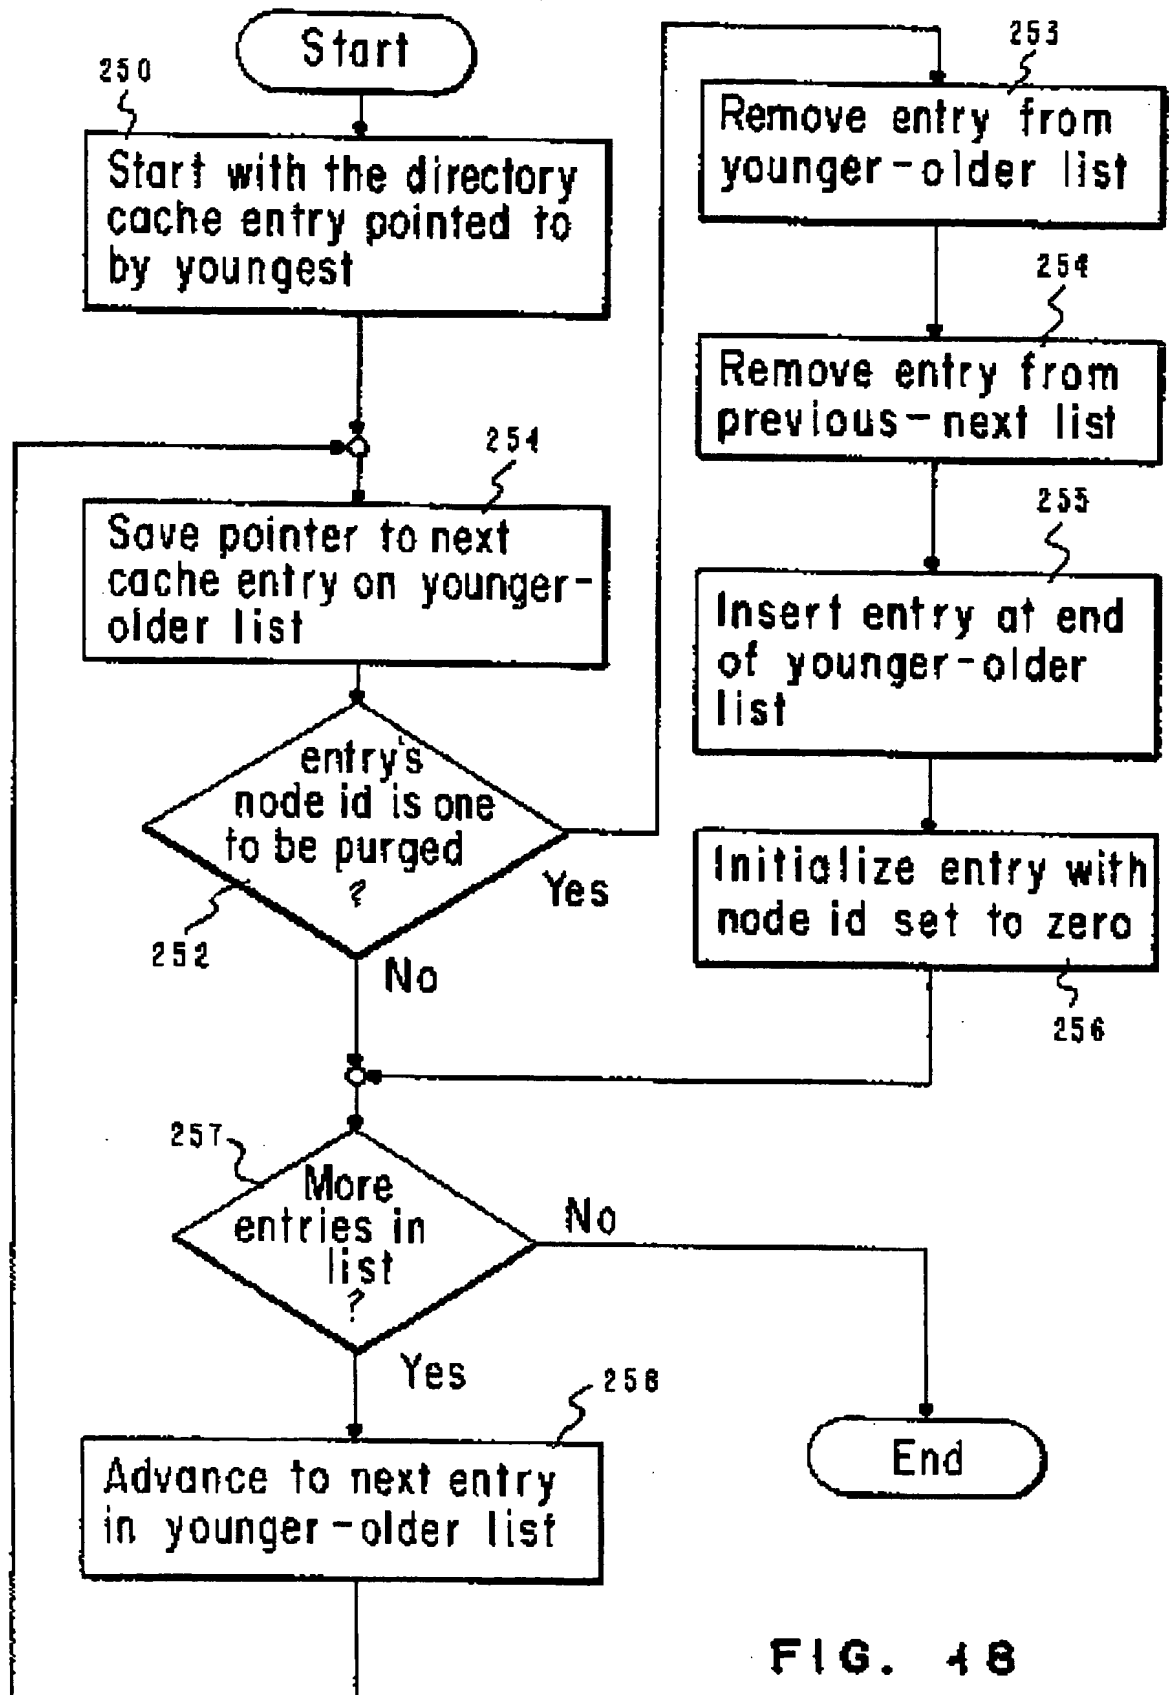 Start
250
Start with the directory
cache entry pointed to
by youngest
251
Save pointer to next
cache entry on younger-
older list
entry's
node id is one
to be purged
?
252
Yes
No
253
Remove entry from
younger-older list
254
Remove entry from
previous-next list
255
Insert entry at end
of younger-older
list
Initialize entry with
node id set to zero
256
257
More
entries in
list
?
No
Yes
258
Advance to next entry
in younger-older list
End
FIG. 18